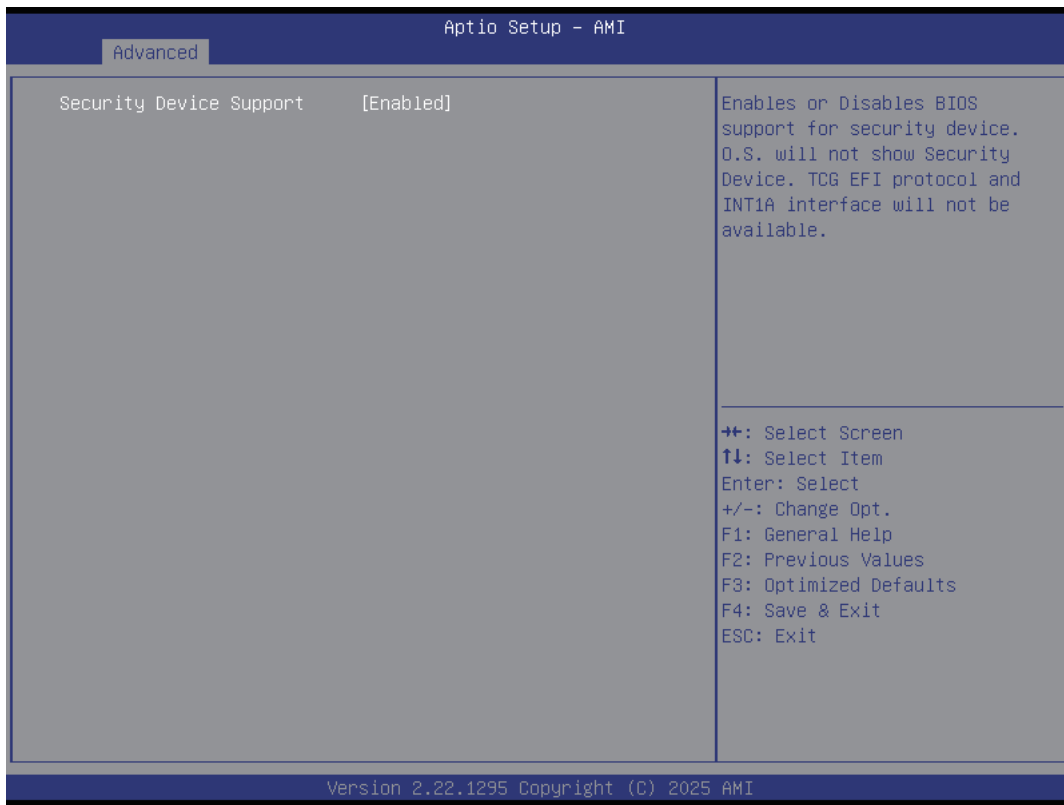 Aptio Setup – AMI
Advanced
Security Device Support [Enabled]
Enables or Disables BIOS
support for security device.
O.S. will not show Security
Device. TCG EFI protocol and
INT1A interface will not be
available.
→←: Select Screen
↑↓: Select Item
Enter: Select
+/-: Change Opt.
F1: General Help
F2: Previous Values
F3: Optimized Defaults
F4: Save & Exit
ESC: Exit
Version 2.22.1295 Copyright (C) 2025 AMI